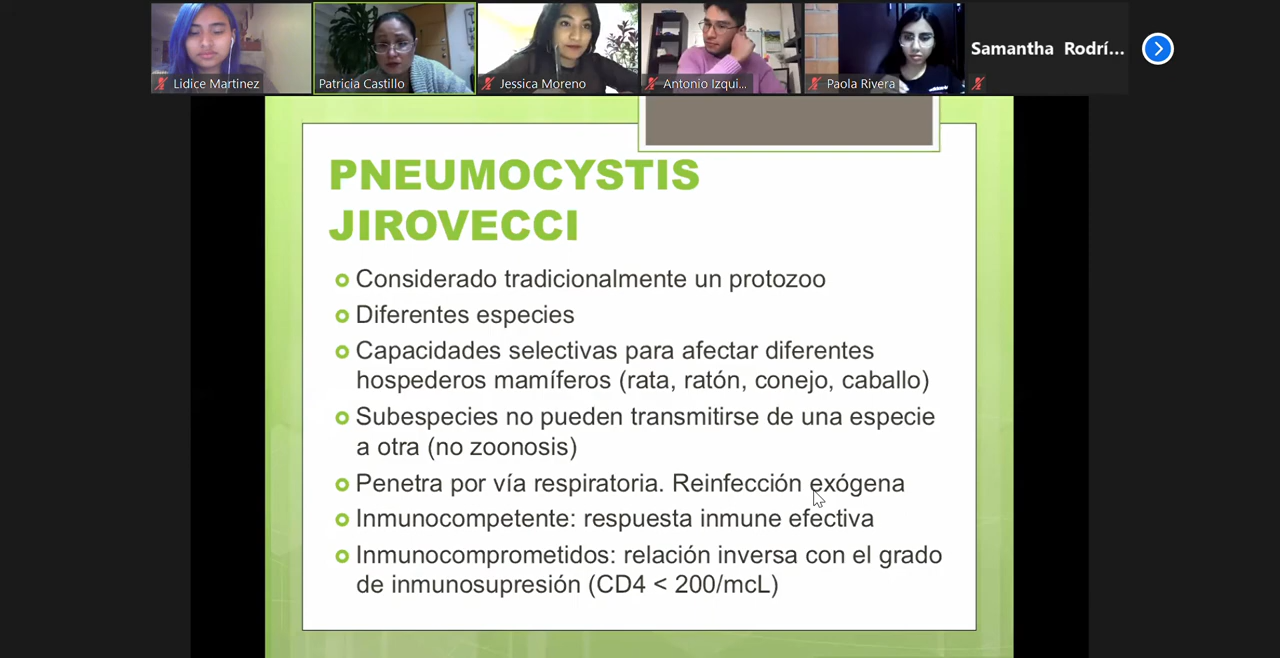 Lidice Martinez
Patricia Castillo
Jessica Moreno
Antonio Izqui...
Paola Rivera
Samantha Rodrí...
PNEUMOCYSTIS
JIROVECCI
Considerado tradicionalmente un protozoo
Diferentes especies
Capacidades selectivas para afectar diferentes
hospederos mamíferos (rata, ratón, conejo, caballo)
Subespecies no pueden transmitirse de una especie
a otra (no zoonosis)
Penetra por vía respiratoria. Reinfección exógena
Inmunocompetente: respuesta inmune efectiva
Inmunocomprometidos: relación inversa con el grado
de inmunosupresión (CD4 < 200/mcL)